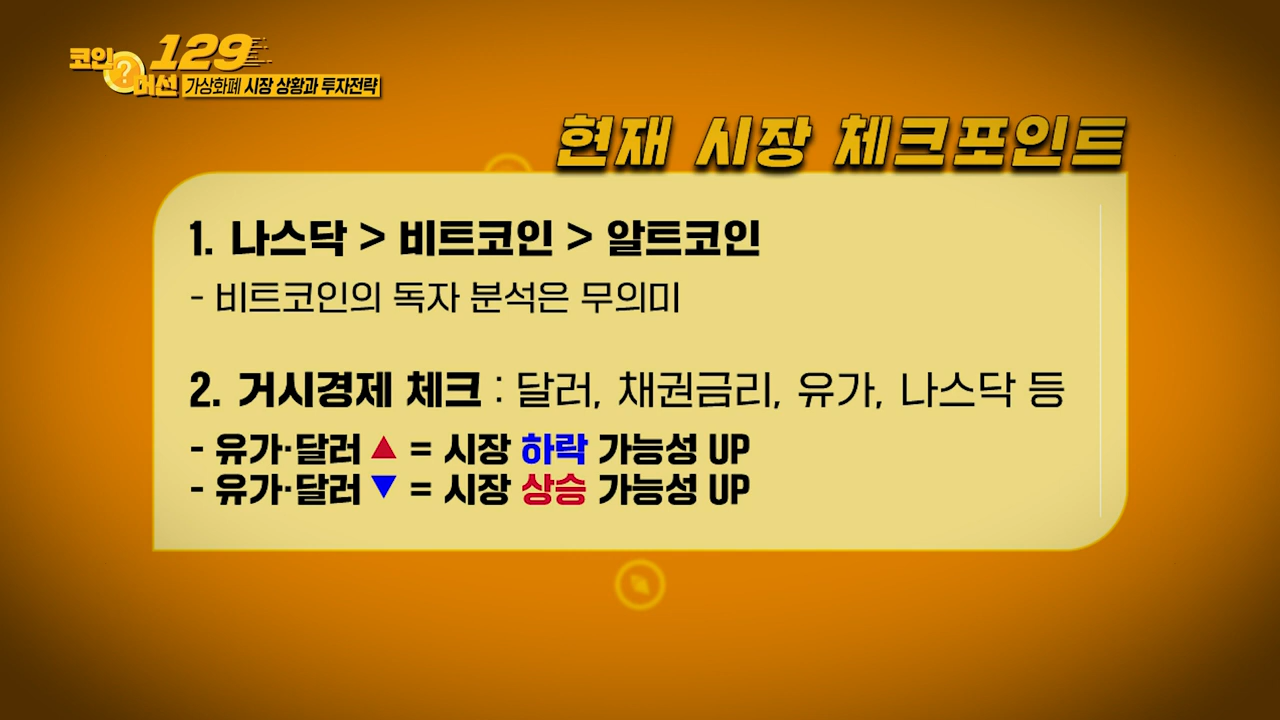 코인 129
어선 가상화폐 시장 상황과 투자전략
현재 시장 체크포인트
1. 나스닥 > 비트코인 > 알트코인
- 비트코인의 독자 분석은 무의미
2. 거시경제 체크 : 달러, 채권금리, 유가, 나스닥 등
- 유가·달러 ▲ = 시장 하락 가능성 UP
- 유가·달러 ▼ = 시장 상승 가능성 UP